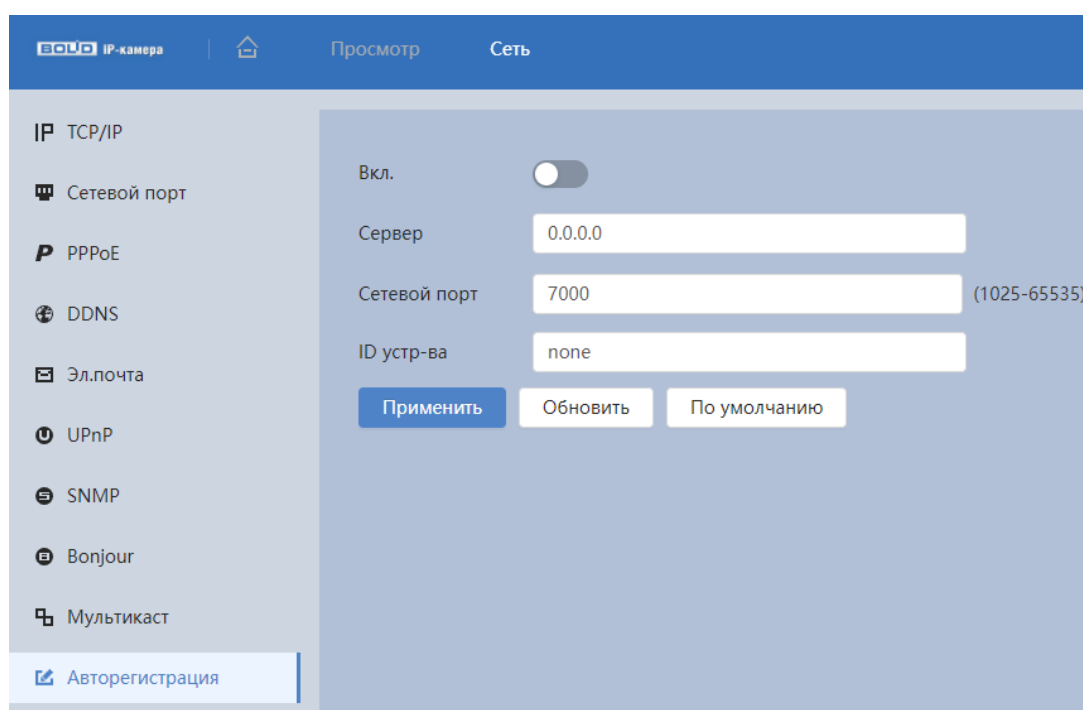 BOLID IP-камера
Просмотр
Сеть
TCP/IP
Сетевой порт
PPPoE
DDNS
Эл.почта
UPnP
SNMP
Bonjour
Мультикаст
Авторегистрация
Вкл.
Сервер 0.0.0.0
Сетевой порт 7000 (1025-65535)
ID устр-ва none
Применить Обновить По умолчанию